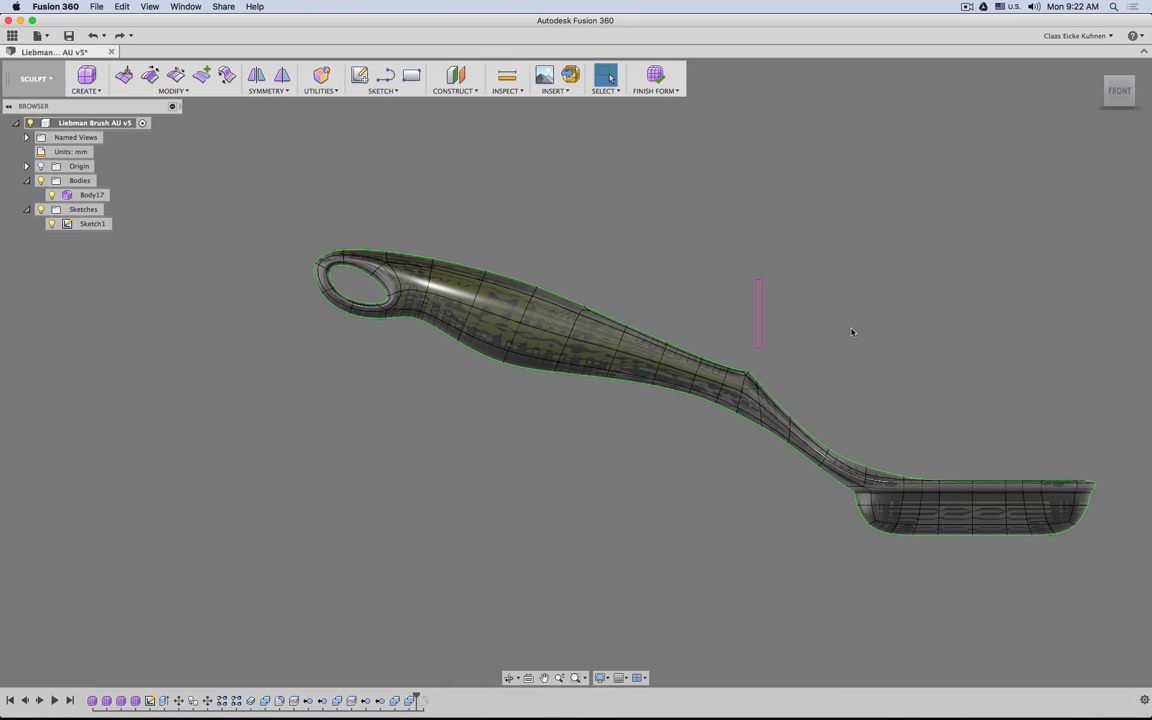 Fusion 360 File Edit View Window Share Help U.S. Mon 9:22 AM
Autodesk Fusion 360
Claas Eicke Kuhnen
Liebman... AU v5*
SCULPT CREATE MODIFY SYMMETRY UTILITIES SKETCH CONSTRUCT INSPECT INSERT SELECT FINISH FORM
FRONT
BROWSER
Liebman Brush AU v5
Named Views
Units: mm
Origin
Bodies
Body17
Sketches
Sketch1